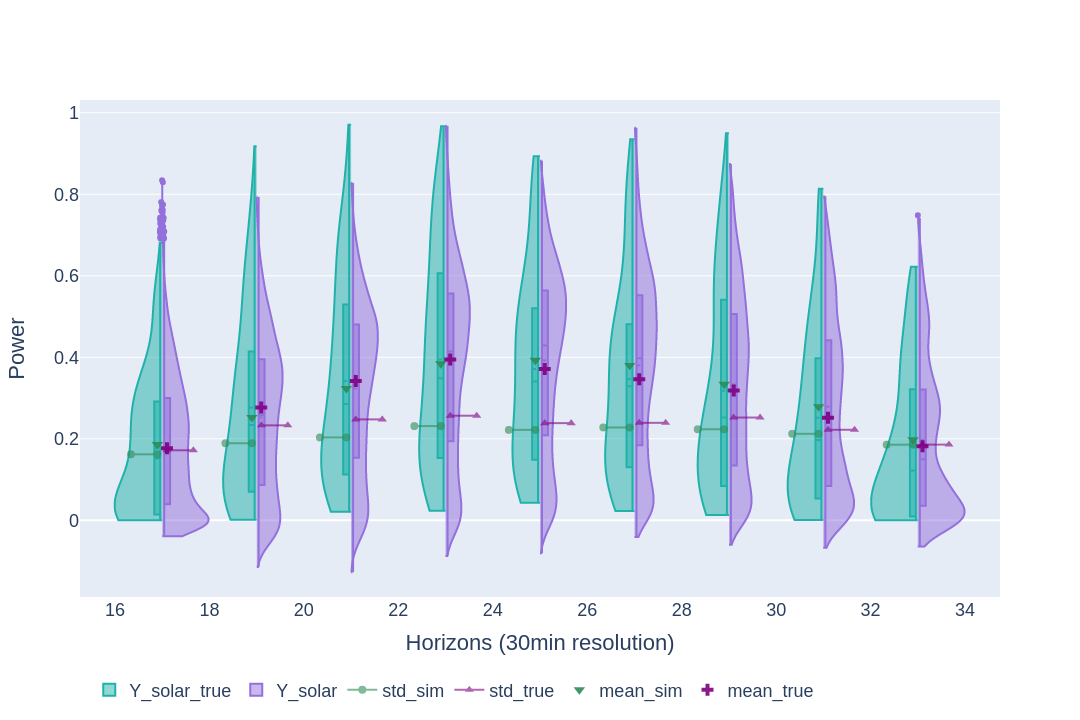 1
0.8
0.6
0.4
0.2
0
Power
16 18 20 22 24 26 28 30 32 34
Horizons (30min resolution)
Y_solar_true Y_solar std_sim std_true mean_sim mean_true